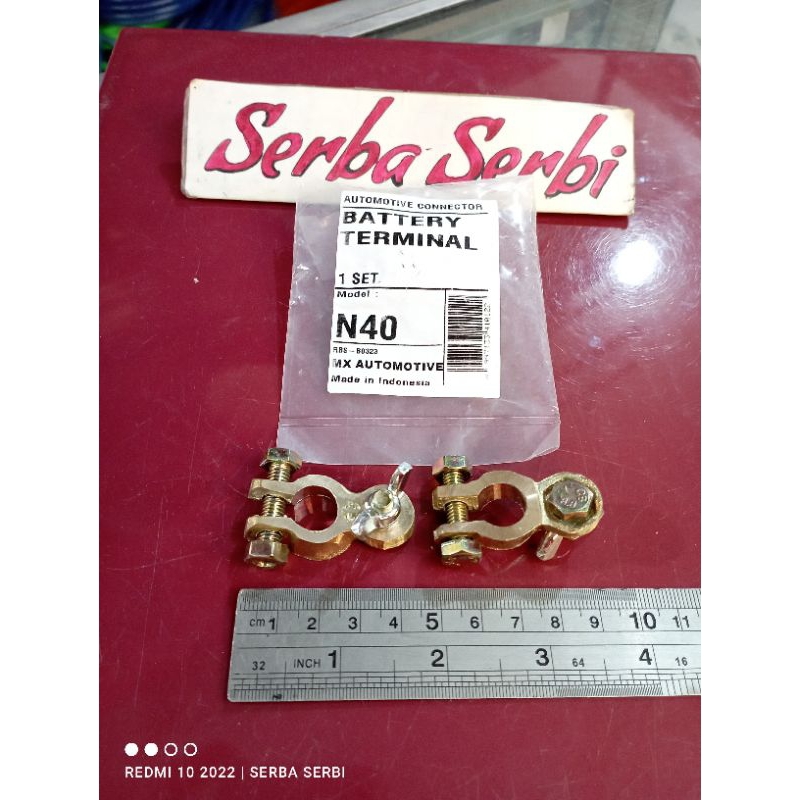 Serba Serbi
AUTOMOTIVE CONNECTOR
BATTERY
TERMINAL
1 SET.
Model :
N40
RBS - B0323
MX AUTOMOTIVE
Made in Indonesia
cm 1 2 3 4 5 6 7 8 9 10 11
32 INCH 1 2 3 64 4 16
REDMI 10 2022 | SERBA SERBI